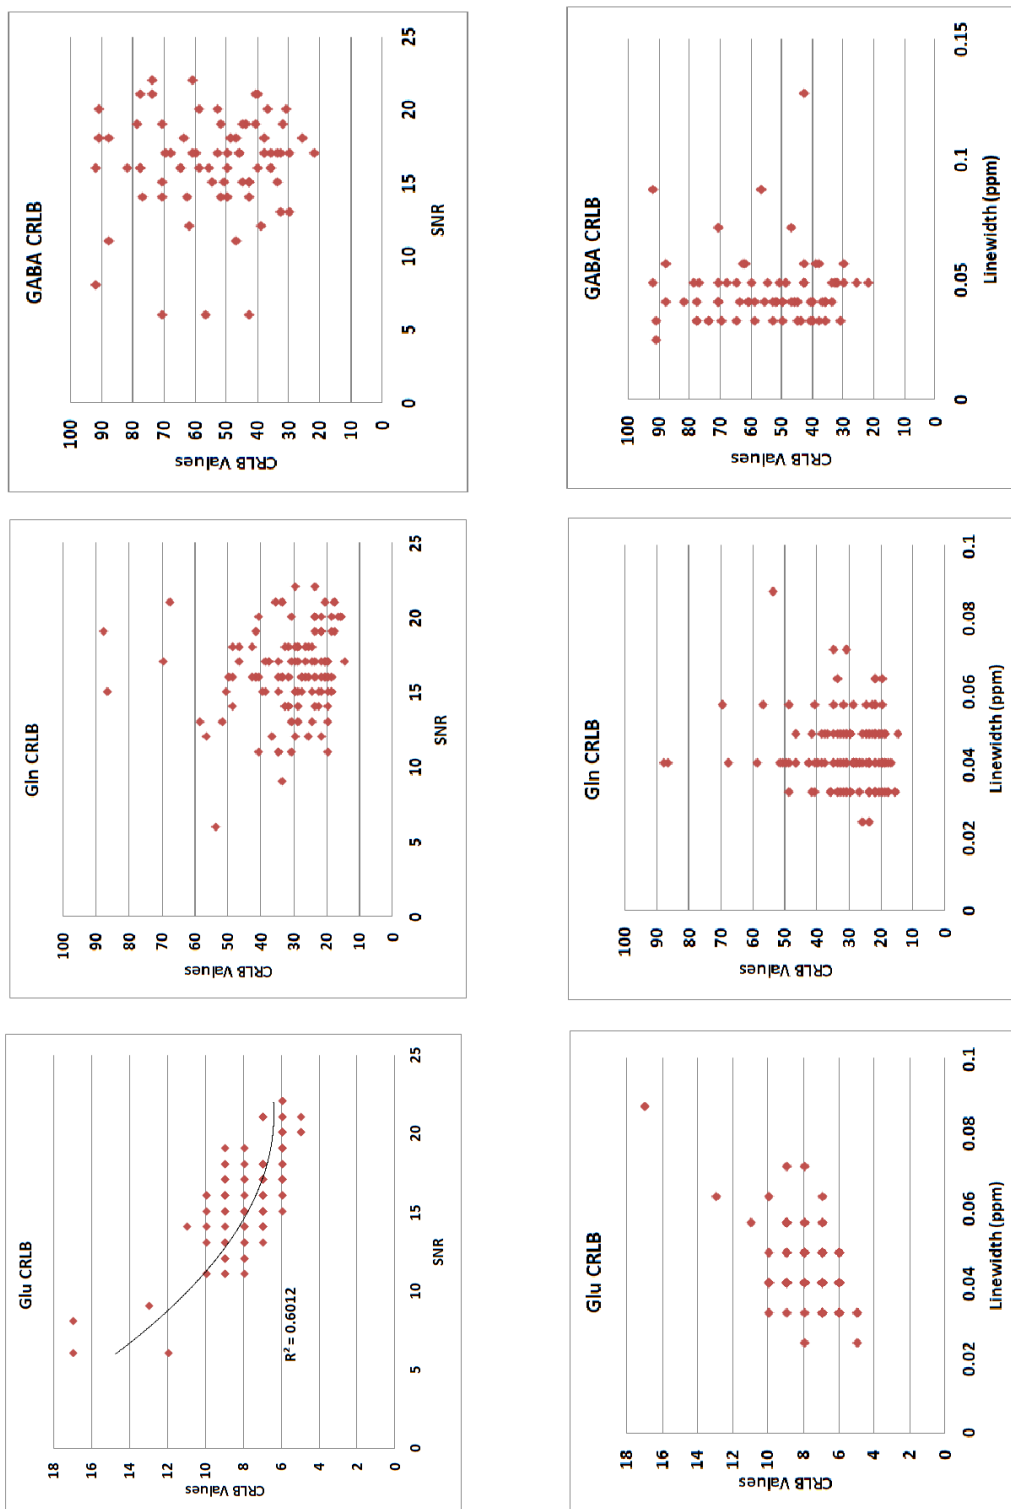 Glu CRLB
18
16
14
12
10
8
6
4
2
0
CRLB Values
R² = 0.6012
0 5 10 15 20 25
SNR
Gln CRLB
100
90
80
70
60
50
40
30
20
10
0
CRLB Values
0 5 10 15 20 25
SNR
GABA CRLB
100
90
80
70
60
50
40
30
20
10
0
CRLB Values
0 5 10 15 20 25
SNR
Glu CRLB
18
16
14
12
10
8
6
4
2
0
CRLB Values
0 0.02 0.04 0.06 0.08 0.1
Linewidth (ppm)
Gln CRLB
100
90
80
70
60
50
40
30
20
10
0
CRLB Values
0 0.02 0.04 0.06 0.08 0.1
Linewidth (ppm)
GABA CRLB
100
90
80
70
60
50
40
30
20
10
0
CRLB Values
0 0.05 0.1 0.15
Linewidth (ppm)